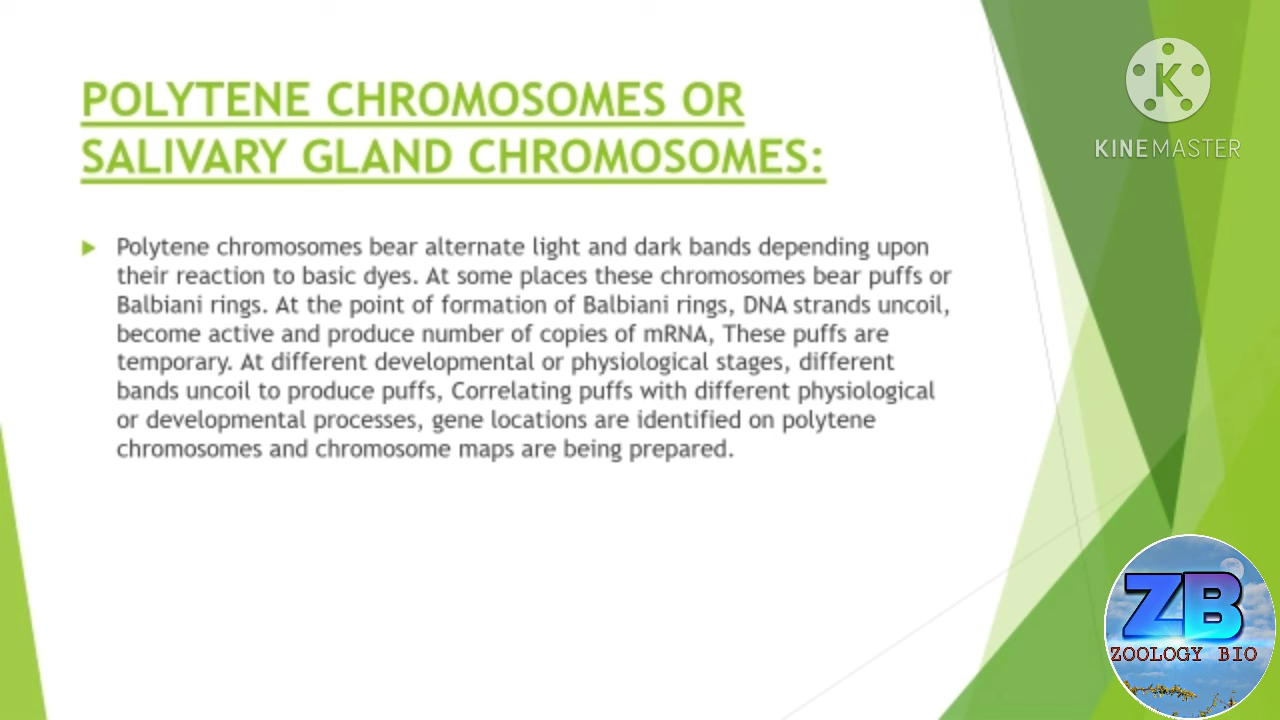 POLYTENE CHROMOSOMES OR
SALIVARY GLAND CHROMOSOMES:
Polytene chromosomes bear alternate light and dark bands depending upon
their reaction to basic dyes. At some places these chromosomes bear puffs or
Balbiani rings. At the point of formation of Balbiani rings, DNA strands uncoil,
become active and produce number of copies of mRNA, These puffs are
temporary. At different developmental or physiological stages, different
bands uncoil to produce puffs, Correlating puffs with different physiological
or developmental processes, gene locations are identified on polytene
chromosomes and chromosome maps are being prepared.
K
KINEMASTER
ZB
ZOOLOGY BIO